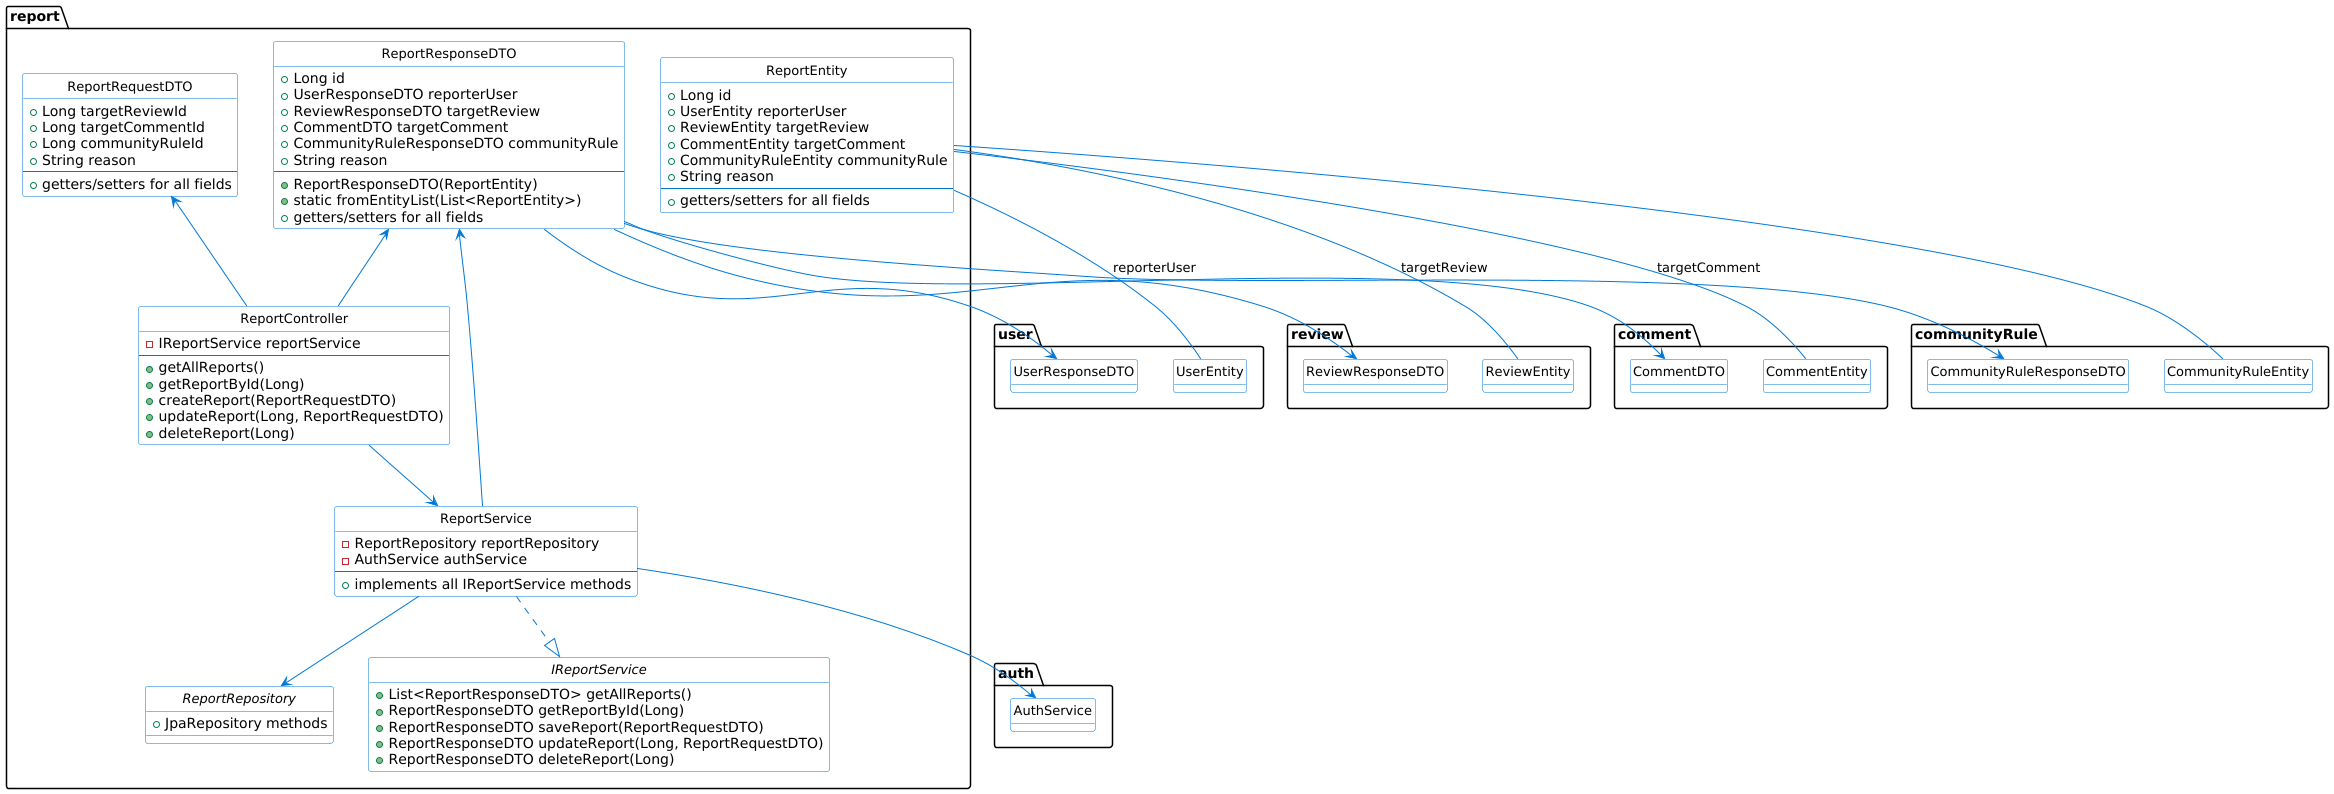 report
ReportRequestDTO
Long targetReviewId
Long targetCommentId
Long communityRuleId
String reason
getters/setters for all fields
ReportResponseDTO
Long id
UserResponseDTO reporterUser
ReviewResponseDTO targetReview
CommentDTO targetComment
CommunityRuleResponseDTO communityRule
String reason
ReportResponseDTO(ReportEntity)
static fromEntityList(List<ReportEntity>)
getters/setters for all fields
ReportEntity
Long id
UserEntity reporterUser
ReviewEntity targetReview
CommentEntity targetComment
CommunityRuleEntity communityRule
String reason
getters/setters for all fields
reporterUser
targetReview
targetComment
ReportController
IReportService reportService
getAllReports()
getReportById(Long)
createReport(ReportRequestDTO)
updateReport(Long, ReportRequestDTO)
deleteReport(Long)
user
UserResponseDTO
UserEntity
review
ReviewResponseDTO
ReviewEntity
comment
CommentDTO
CommentEntity
communityRule
CommunityRuleResponseDTO
CommunityRuleEntity
ReportService
ReportRepository reportRepository
AuthService authService
implements all IReportService methods
ReportRepository
JpaRepository methods
IReportService
List<ReportResponseDTO> getAllReports()
ReportResponseDTO getReportById(Long)
ReportResponseDTO saveReport(ReportRequestDTO)
ReportResponseDTO updateReport(Long, ReportRequestDTO)
ReportResponseDTO deleteReport(Long)
auth
AuthService